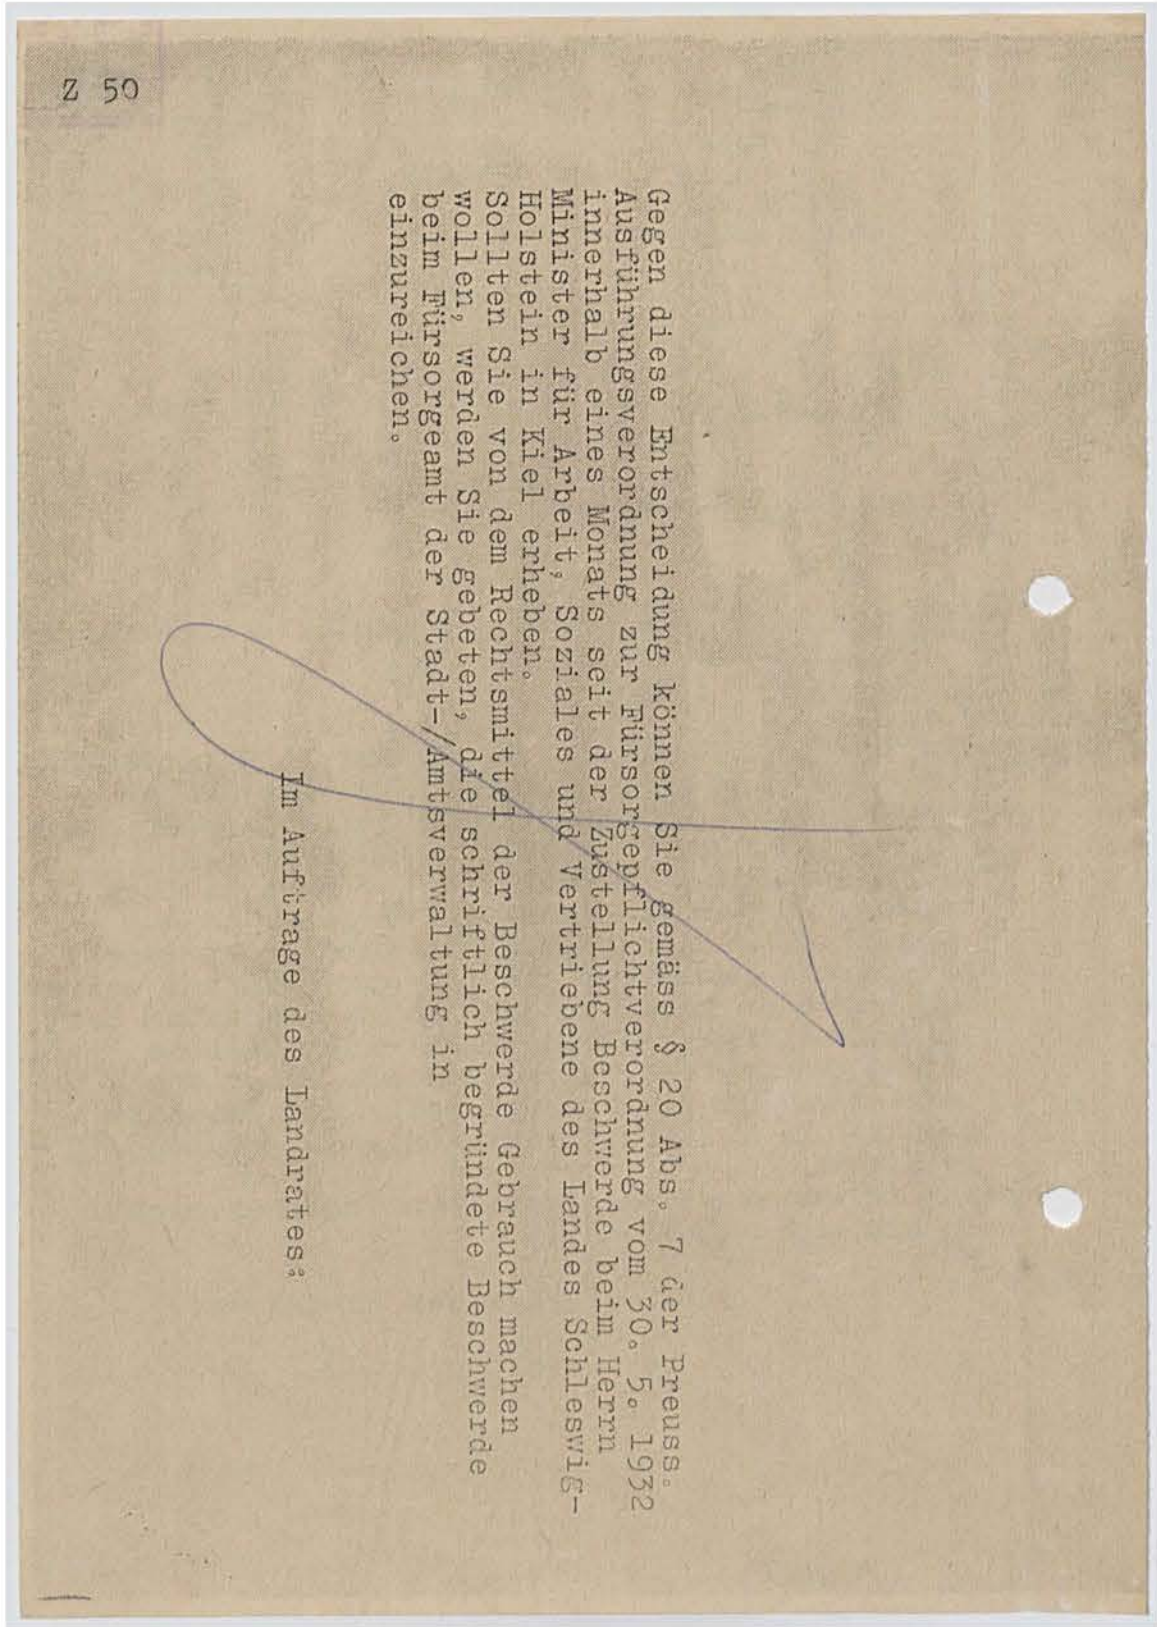 Z 50
Gegen diese Entscheidung können Sie gemäss § 20 Abs. 7 der Preuss.
Ausführungsverordnung zur Fürsorgepflichtverordnung vom 30. 5. 1932
innerhalb eines Monats seit der Zustellung Beschwerde beim Herrn
Minister für Arbeit, Soziales und Vertriebene des Landes Schleswig-
Holstein in Kiel erheben.
Sollten Sie von dem Rechtsmittel der Beschwerde Gebrauch machen
wollen, werden Sie gebeten, die schriftlich begründete Beschwerde
beim Fürsorgeamt der Stadt-/Amtsverwaltung in
einzureichen.
Im Auftrage des Landrates: